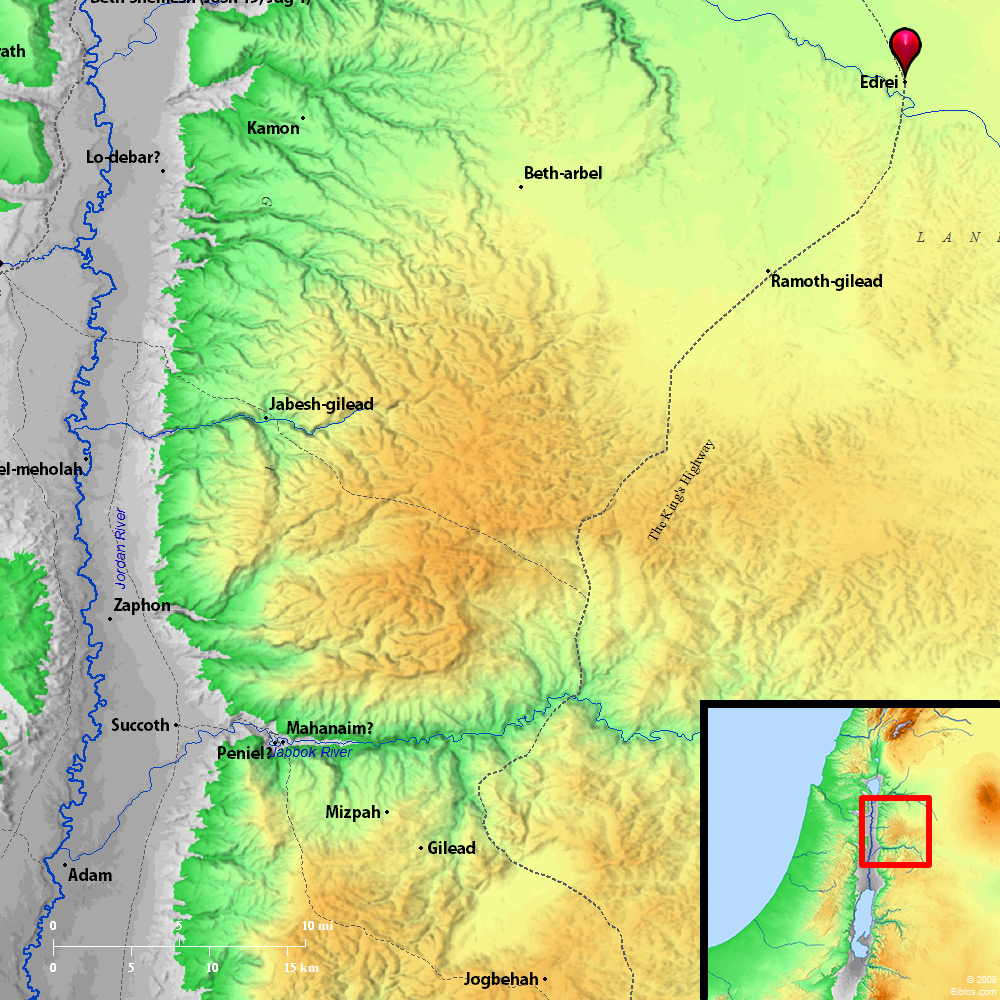 Beth-shemesh (Josh 19/Jug 1)
ath
Edrei
Kamon
Lo-debar?
Beth-arbel
G
L A N
Ramoth-gilead
Jabesh-gilead
The King's Highway
el-meholah
I
Jordan River
Zaphon
Succoth
Mahanaim?
Peniel?
Jabbok River
Mizpah
Gilead
Adam
0 5 10 mi
0 5 10 15 km
Jogbehah
© 2008
Biblos.com